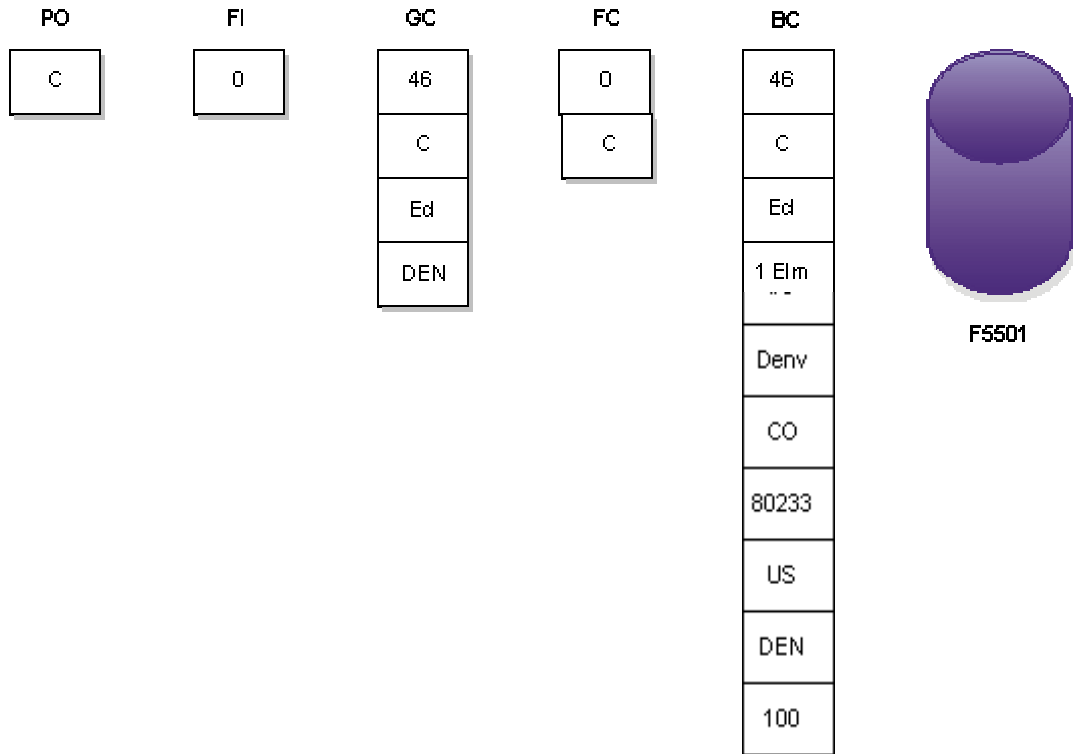 PO FI GC FC BC
C 0 46 0 46
C C C
Ed Ed
DEN 1 Elm
F5501
Denv
CO
80233
US
DEN
100